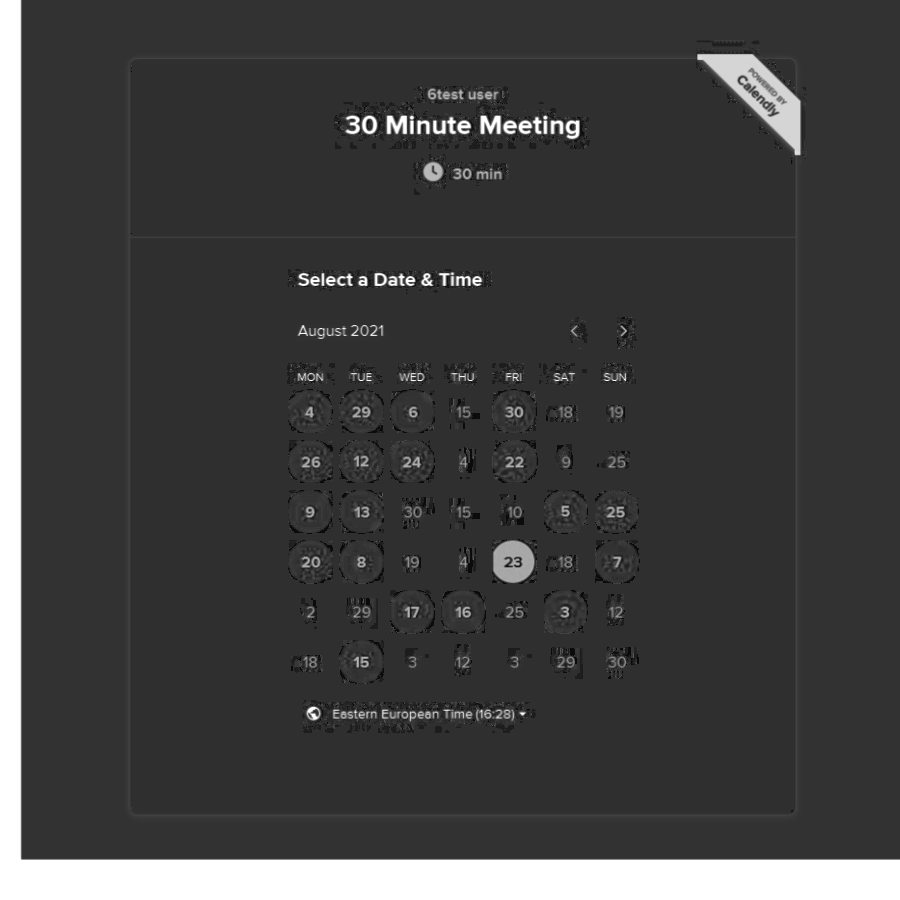 POWERED BY
Calendly
6test user
30 Minute Meeting
30 min
Select a Date & Time
August 2021
MON TUE WED THU FRI SAT SUN
4 29 6 15 30 18 19
26 12 24 4 22 9 25
9 13 30 15 10 5 25
20 8 19 4 23 18 7
2 29 17 16 25 3 12
18 15 3 12 3 29 30
Eastern European Time (16:28)